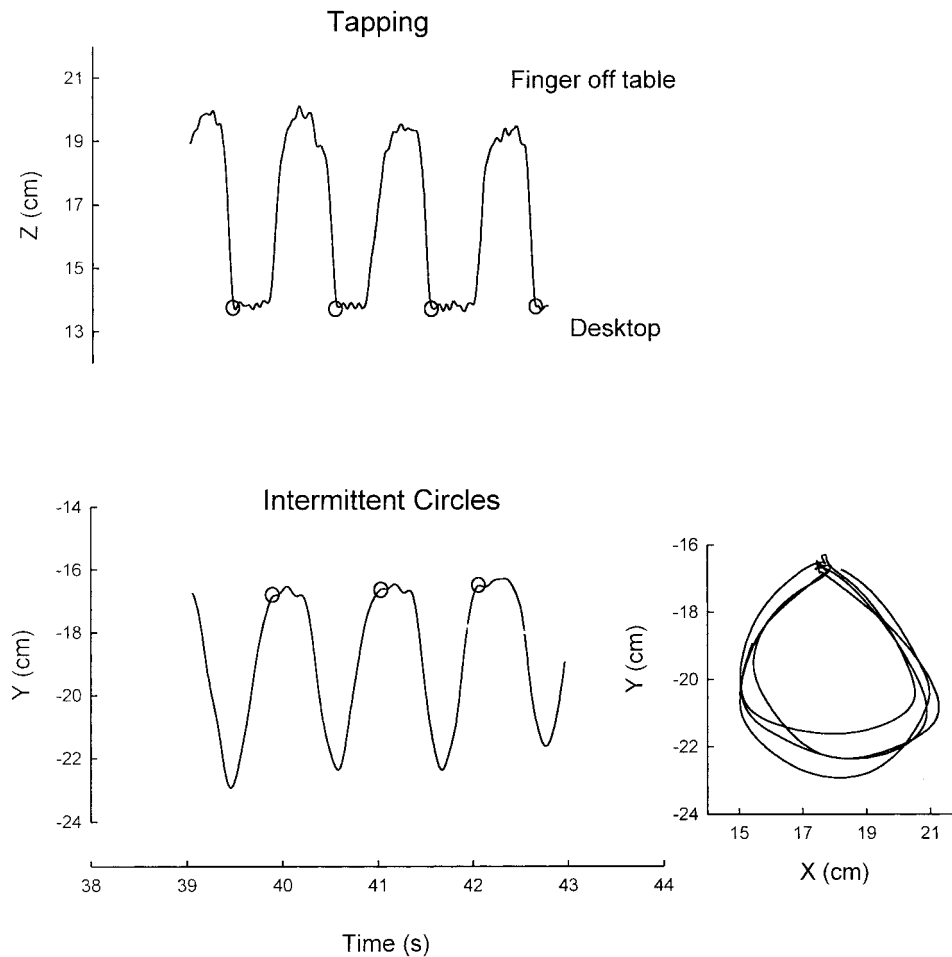 Tapping
Finger off table
21
19
17
15
13
Z (cm)
Desktop
Intermittent Circles
-14
-16
-18
-20
-22
-24
Y (cm)
38 39 40 41 42 43 44
Time (s)
-16
-18
-20
-22
-24
Y (cm)
15 17 19 21
X (cm)